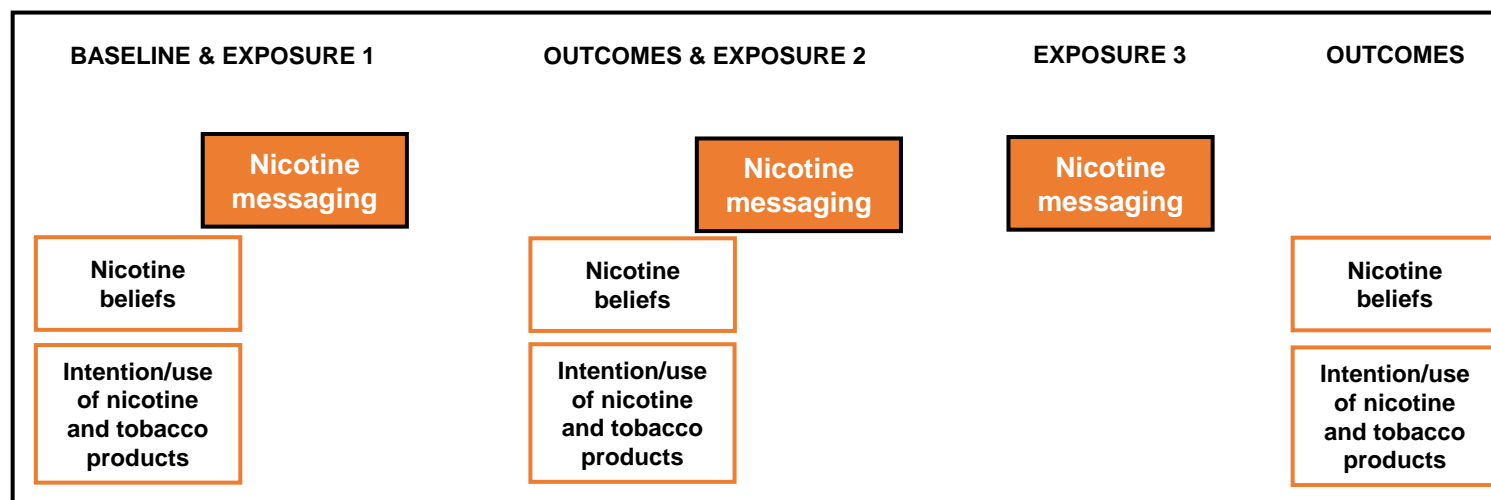 BASELINE & EXPOSURE 1
OUTCOMES & EXPOSURE 2
EXPOSURE 3
OUTCOMES
Nicotine
messaging
Nicotine
messaging
Nicotine
messaging
Nicotine
beliefs
Nicotine
beliefs
Nicotine
beliefs
Intention/use
of nicotine
and tobacco
products
Intention/use
of nicotine
and tobacco
products
Intention/use
of nicotine
and tobacco
products